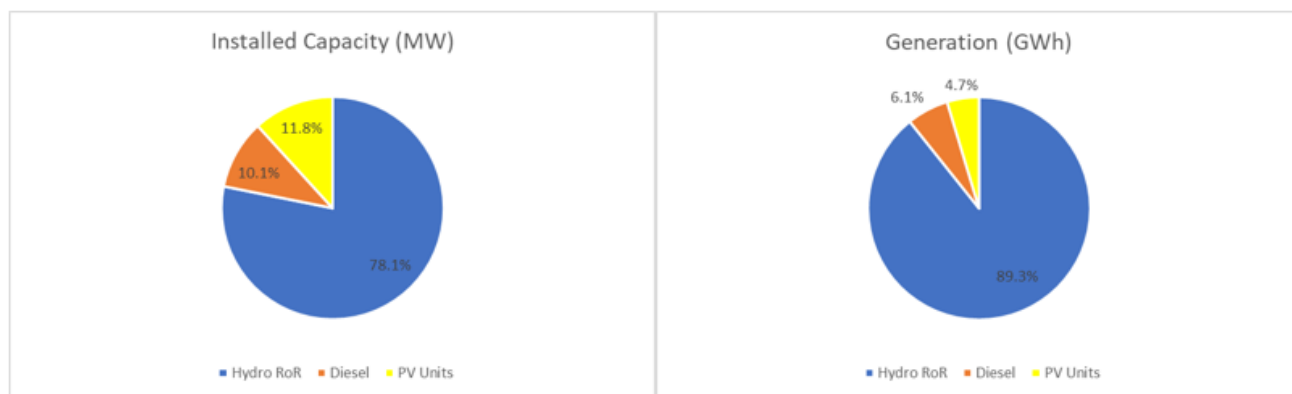 Installed Capacity (MW)
11.8%
10.1%
78.1%
Hydro RoR Diesel PV Units
Generation (GWh)
4.7%
6.1%
89.3%
Hydro RoR Diesel PV Units